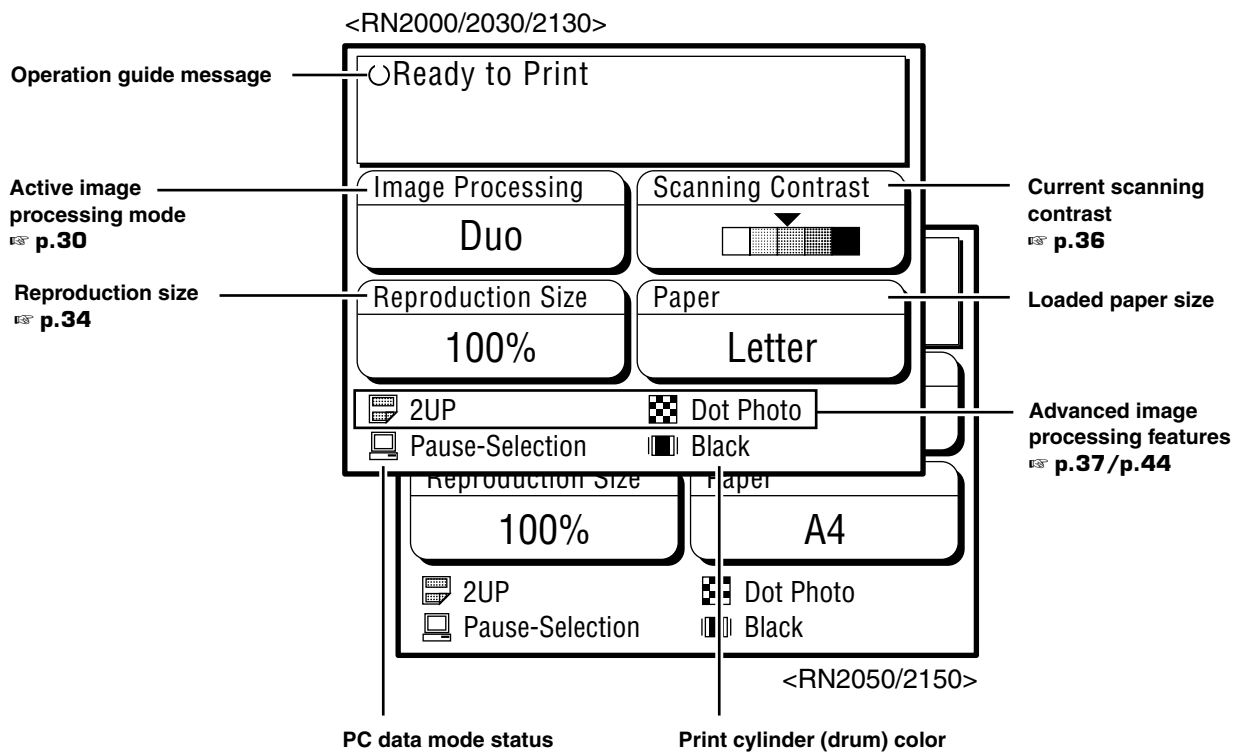 <RN2000/2030/2130>
Operation guide message
Ready to Print
Active image
processing mode
☞ p.30
Image Processing
Duo
Scanning Contrast
Current scanning
contrast
☞ p.36
Reproduction size
☞ p.34
Reproduction Size
100%
Paper
Letter
Loaded paper size
2UP
Dot Photo
Pause-Selection
Black
Advanced image
processing features
☞ p.37/p.44
Reproduction Size
100%
Paper
A4
2UP
Dot Photo
Pause-Selection
Black
<RN2050/2150>
PC data mode status
Print cylinder (drum) color